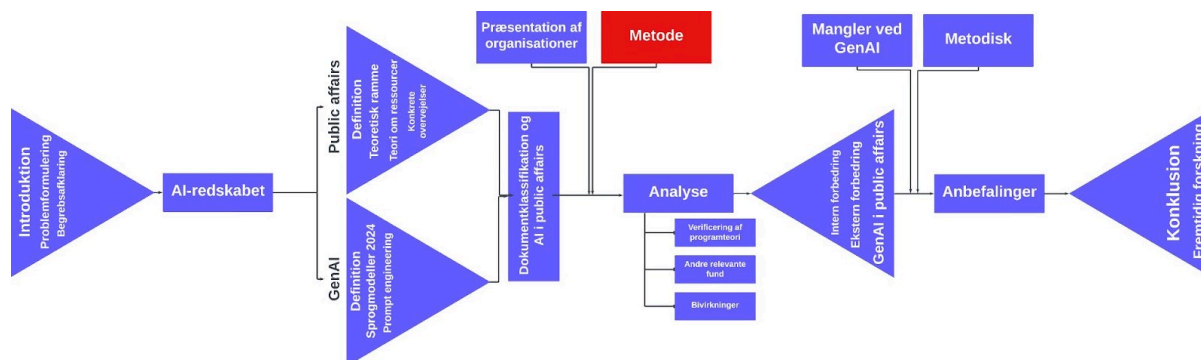 Introduktion
Problemformulering
Begrebsafklaring
AI-redskabet
Public affairs
Definition
Teoretisk ramme
Teori om ressourcer
Konkrete
overvejelser
GenAI
Definition
Sprogmodeller 2024
Prompt engineering
Dokumentklassifikation og
AI i public affairs
Præsentation af
organisationer
Metode
Analyse
Verificering af
programteori
Andre relevante
fund
Bivirkninger
Intern forbedring
Ekstern forbedring
GenAI i public affairs
Mangler ved
GenAI
Metodisk
Anbefalinger
Konklusion
Fremtidig forskning